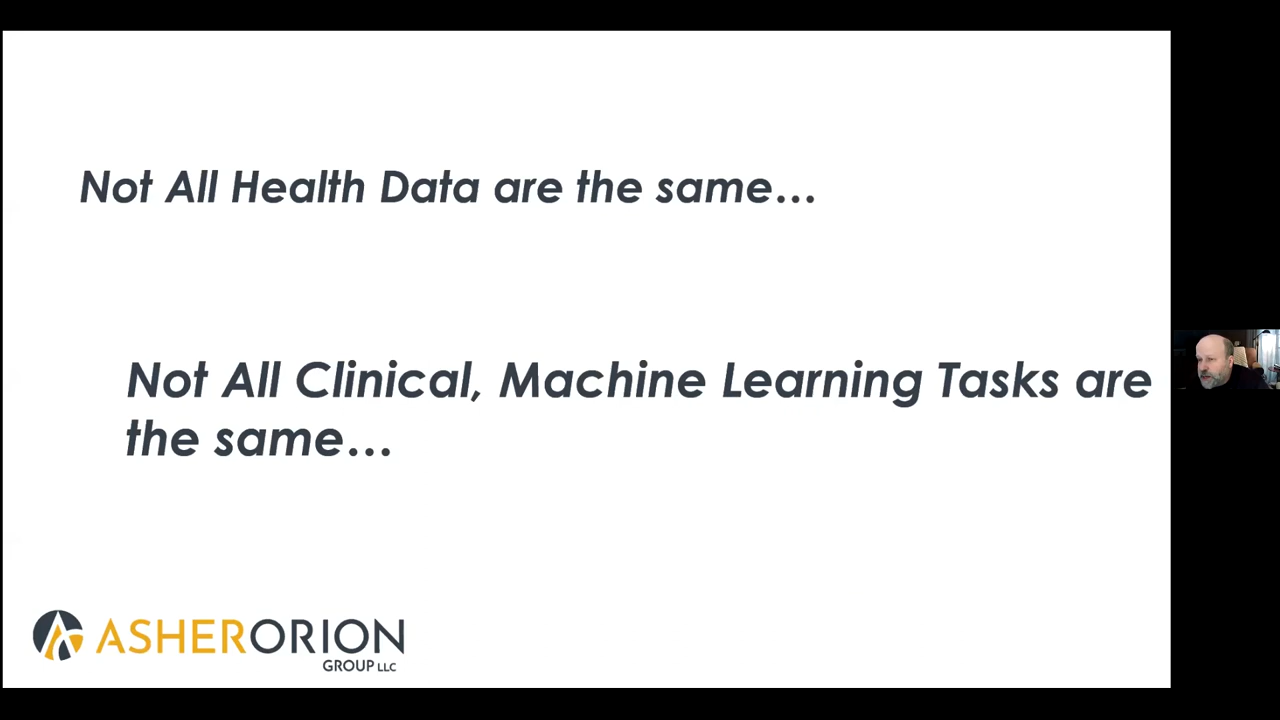 Not All Health Data are the same…
Not All Clinical, Machine Learning Tasks are
the same…
ASHERORION
GROUP LLC